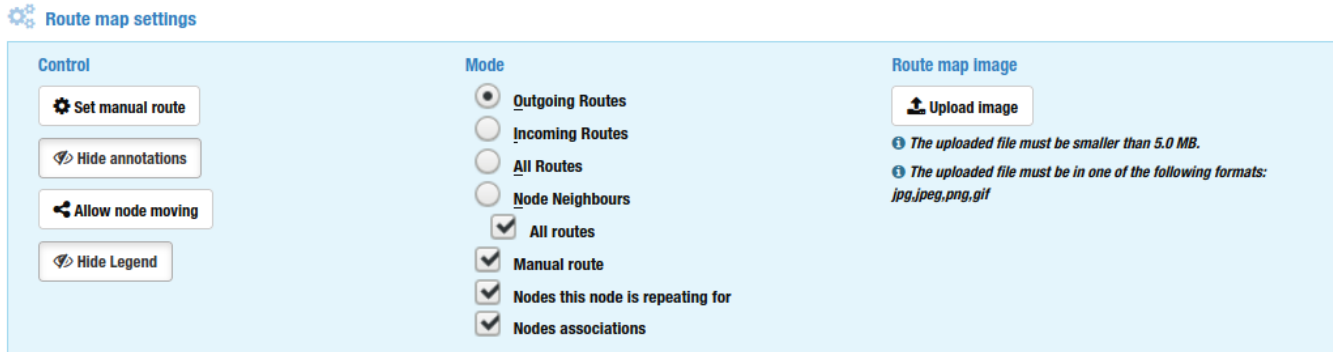 Route map settings
Control
Set manual route
Hide annotations
Allow node moving
Hide Legend
Mode
Outgoing Routes
Incoming Routes
All Routes
Node Neighbours
All routes
Manual route
Nodes this node is repeating for
Nodes associations
Route map image
Upload image
The uploaded file must be smaller than 5.0 MB.
The uploaded file must be in one of the following formats:
jpg,jpeg,png,gif